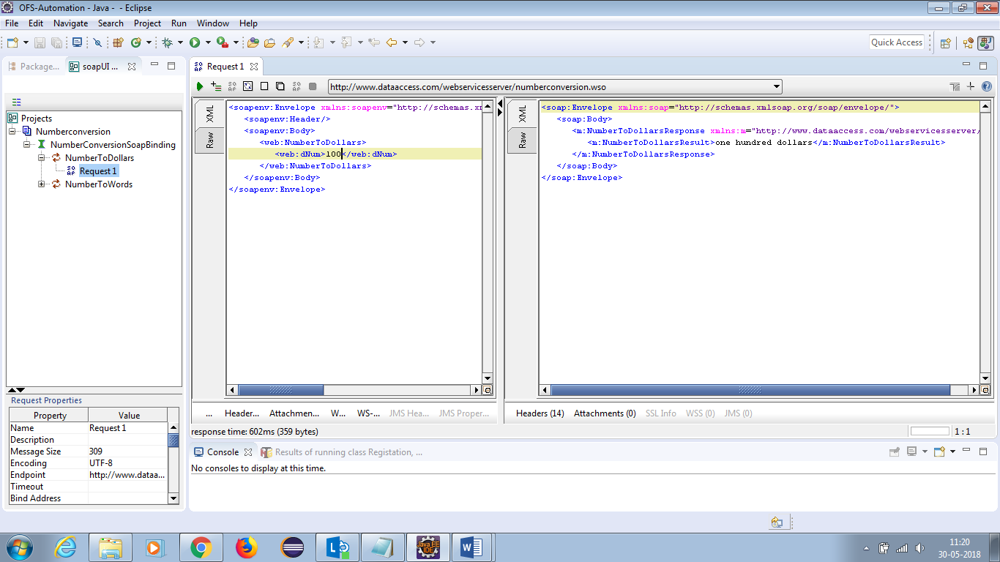 OFS-Automation - Java -  - Eclipse
File Edit Navigate Search Project Run Window Help
Quick Access
Package... soapUI ...
Projects
Numberconversion
NumberConversionSoapBinding
NumberToDollars
Request 1
NumberToWords
Request Properties
Property Value
Name Request 1
Description
Message Size 309
Encoding UTF-8
Endpoint http://www.dataa...
Timeout
Bind Address
Request 1
http://www.dataaccess.com/webservicesserver/numberconversion.wso
XML
Raw
<soapenv:Envelope xmlns:soapenv="http://schemas.xm
<soapenv:Header/>
<soapenv:Body>
<web:NumberToDollars>
<web:dNum>100</web:dNum>
</web:NumberToDollars>
</soapenv:Body>
</soapenv:Envelope>
... Header... Attachmen... W... WS-... JMS Hea... JMS Proper...
XML
Raw
<soap:Envelope xmlns:soap="http://schemas.xmlsoap.org/soap/envelope/">
<soap:Body>
<m:NumberToDollarsResponse xmlns:m="http://www.dataaccess.com/webservicesserver/
<m:NumberToDollarsResult>one hundred dollars</m:NumberToDollarsResult>
</m:NumberToDollarsResponse>
</soap:Body>
</soap:Envelope>
Headers (14) Attachments (0) SSL Info WSS (0) JMS (0)
response time: 602ms (359 bytes)
1 : 1
Console Results of running class Registation, ...
No consoles to display at this time.
Java EE
IDE
11:20
30-05-2018